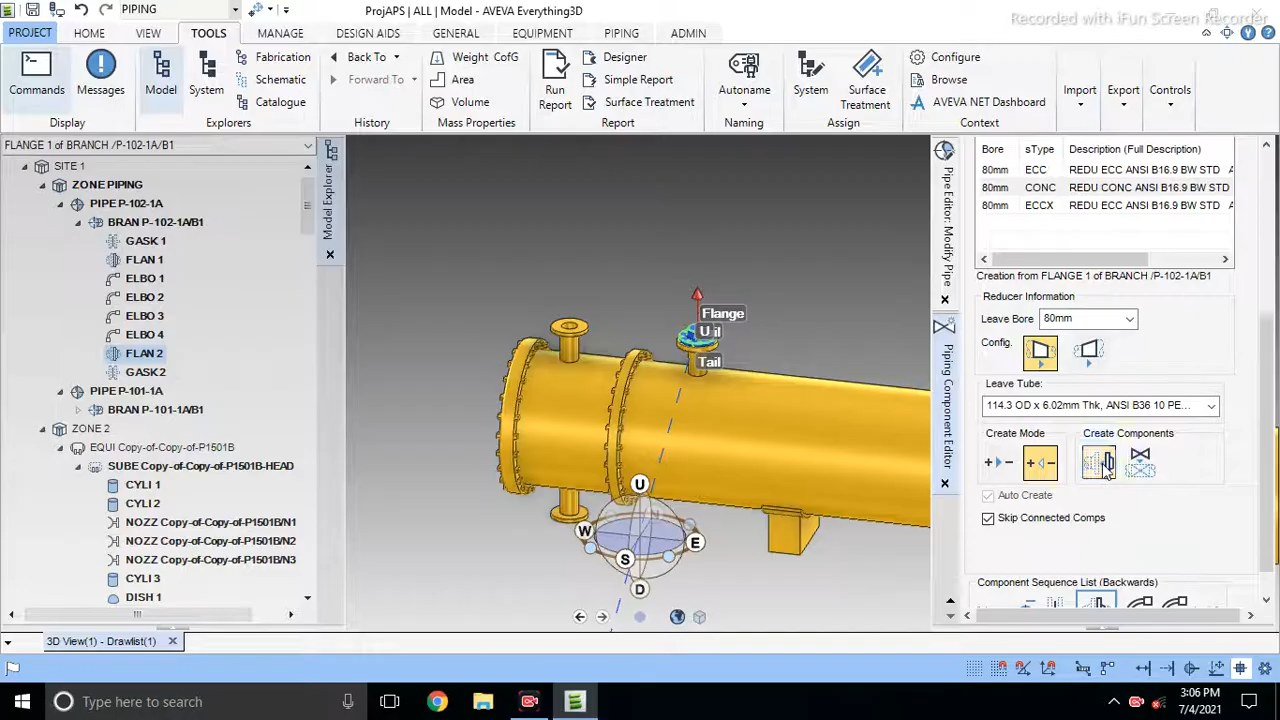 PIPING
ProjAPS | ALL | Model - AVEVA Everything3D
Recorded with iFun Screen Recorder
PROJECT HOME VIEW TOOLS MANAGE DESIGN AIDS GENERAL EQUIPMENT PIPING ADMIN
Commands
Messages
Display
Model
System
Fabrication
Schematic
Catalogue
Explorers
Back To
Forward To
History
Weight CofG
Area
Volume
Mass Properties
Run
Report
Designer
Simple Report
Surface Treatment
Report
Autoname
Naming
System
Surface
Treatment
Assign
Configure
Browse
AVEVA NET Dashboard
Context
Import
Export
Controls
FLANGE 1 of BRANCH /P-102-1A/B1
SITE 1
ZONE PIPING
PIPE P-102-1A
BRAN P-102-1A/B1
GASK 1
FLAN 1
ELBO 1
ELBO 2
ELBO 3
ELBO 4
FLAN 2
GASK 2
PIPE P-101-1A
BRAN P-101-1A/B1
ZONE 2
EQUI Copy-of-Copy-of-P1501B
SUBE Copy-of-Copy-of-P1501B-HEAD
CYLI 1
CYLI 2
NOZZ Copy-of-Copy-of-P1501B/N1
NOZZ Copy-of-Copy-of-P1501B/N2
NOZZ Copy-of-Copy-of-P1501B/N3
CYLI 3
DISH 1
Model Explorer
Flange
Tail
U
W
E
S
D
Pipe Editor: Modify Pipe
Piping Component Editor
Bore sType Description (Full Description)
80mm ECC REDU ECC ANSI B16.9 BW STD A
80mm CONC REDU CONC ANSI B16.9 BW STD
80mm ECCX REDU ECC ANSI B16.9 BW STD A
Creation from FLANGE 1 of BRANCH /P-102-1A/B1
Reducer Information
Leave Bore 80mm
Config.
Leave Tube:
114.3 OD x 6.02mm Thk, ANSI B36 10 PE...
Create Mode
Create Components
Auto Create
Skip Connected Comps
Component Sequence List (Backwards)
3D View(1) - Drawlist(1)
Type here to search
3:06 PM
7/4/2021